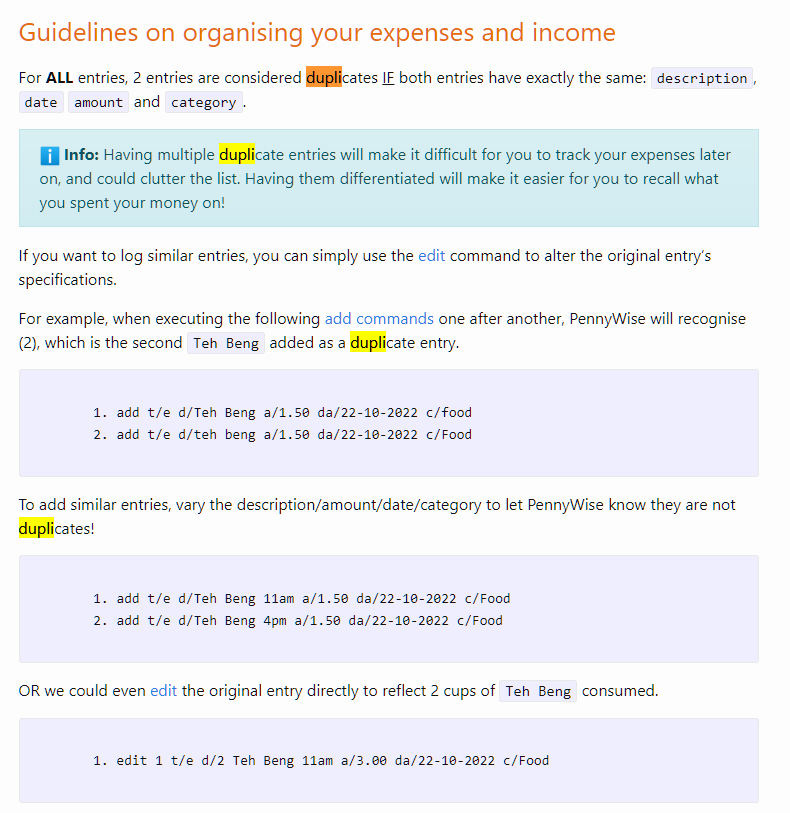 Guidelines on organising your expenses and income
For ALL entries, 2 entries are considered duplicates IF both entries have exactly the same: description,
date amount and category.
Info: Having multiple duplicate entries will make it difficult for you to track your expenses later
on, and could clutter the list. Having them differentiated will make it easier for you to recall what
you spent your money on!
If you want to log similar entries, you can simply use the edit command to alter the original entry's
specifications.
For example, when executing the following add commands one after another, PennyWise will recognise
(2), which is the second Teh Beng added as a duplicate entry.
1. add t/e d/Teh Beng a/1.50 da/22-10-2022 c/food
2. add t/e d/teh beng a/1.50 da/22-10-2022 c/Food
To add similar entries, vary the description/amount/date/category to let PennyWise know they are not
duplicates!
1. add t/e d/Teh Beng 11am a/1.50 da/22-10-2022 c/Food
2. add t/e d/Teh Beng 4pm a/1.50 da/22-10-2022 c/Food
OR we could even edit the original entry directly to reflect 2 cups of Teh Beng consumed.
1. edit 1 t/e d/2 Teh Beng 11am a/3.00 da/22-10-2022 c/Food